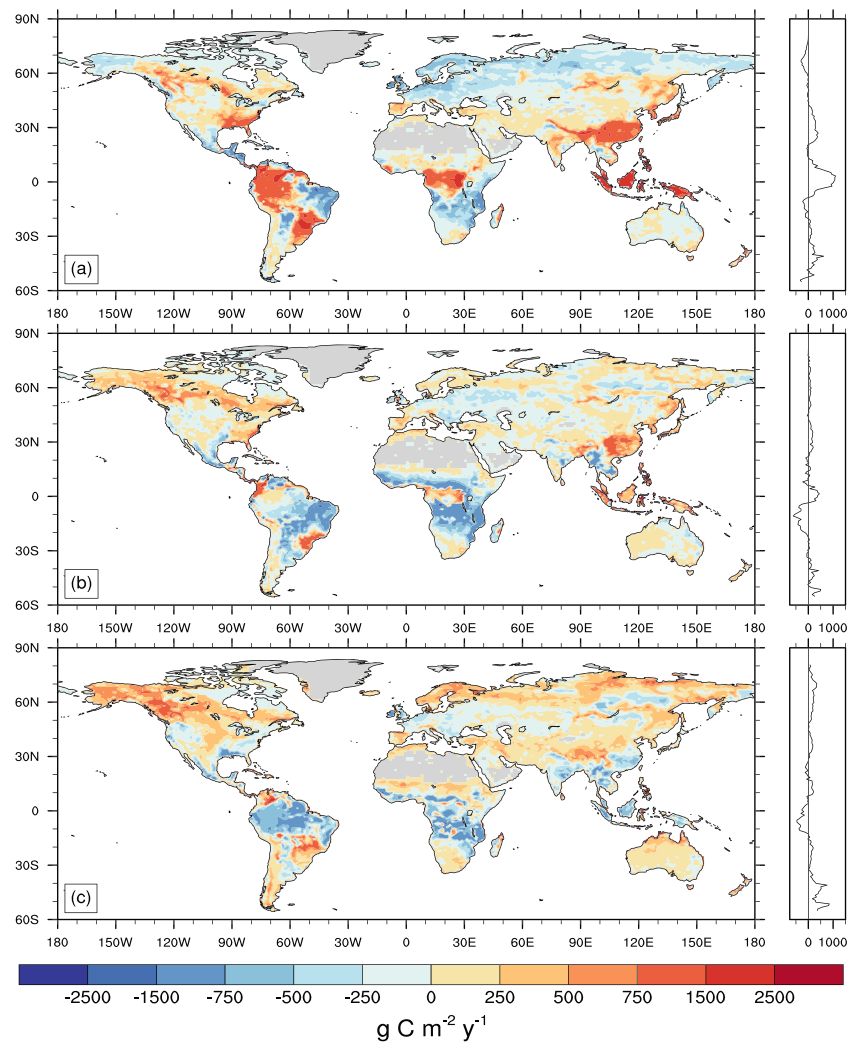 90N
60N
30N
0
30S
60S
(a)
180 150W 120W 90W 60W 30W 0 30E 60E 90E 120E 150E 180
0 1000
90N
60N
30N
0
30S
60S
(b)
180 150W 120W 90W 60W 30W 0 30E 60E 90E 120E 150E 180
0 1000
90N
60N
30N
0
30S
60S
(c)
180 150W 120W 90W 60W 30W 0 30E 60E 90E 120E 150E 180
0 1000
-2500 -1500 -750 -500 -250 0 250 500 750 1500 2500
g C m⁻² y⁻¹